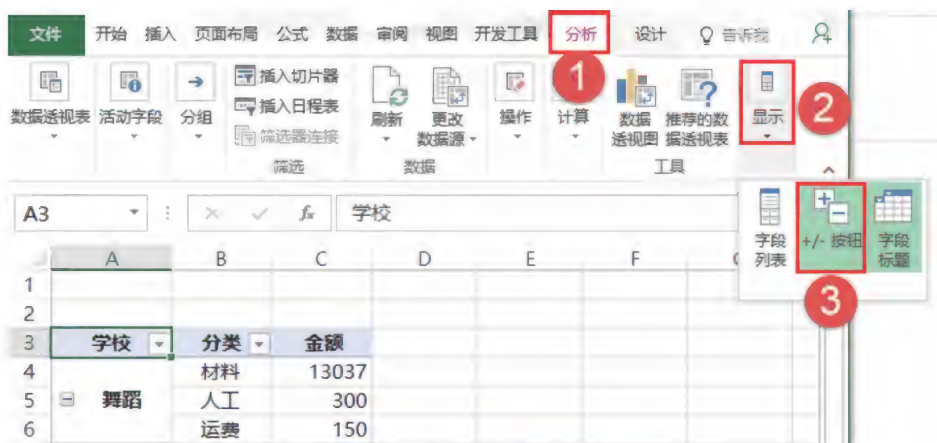 文件 开始 插入 页面布局 公式 数据 审阅 视图 开发工具 分析 设计 告诉我
1
数据透视表 活动字段 分组 插入切片器 插入日程表 筛选器连接 刷新 更改数据源 操作 计算 数据透视图 推荐的数据透视表 显示
2
筛选 数据 工具
A3 fx 学校
字段列表 +/- 按钮 字段标题
3
A B C D E F
1
2
3 学校 分类 金额
4 材料 13037
5 舞蹈 人工 300
6 运费 150